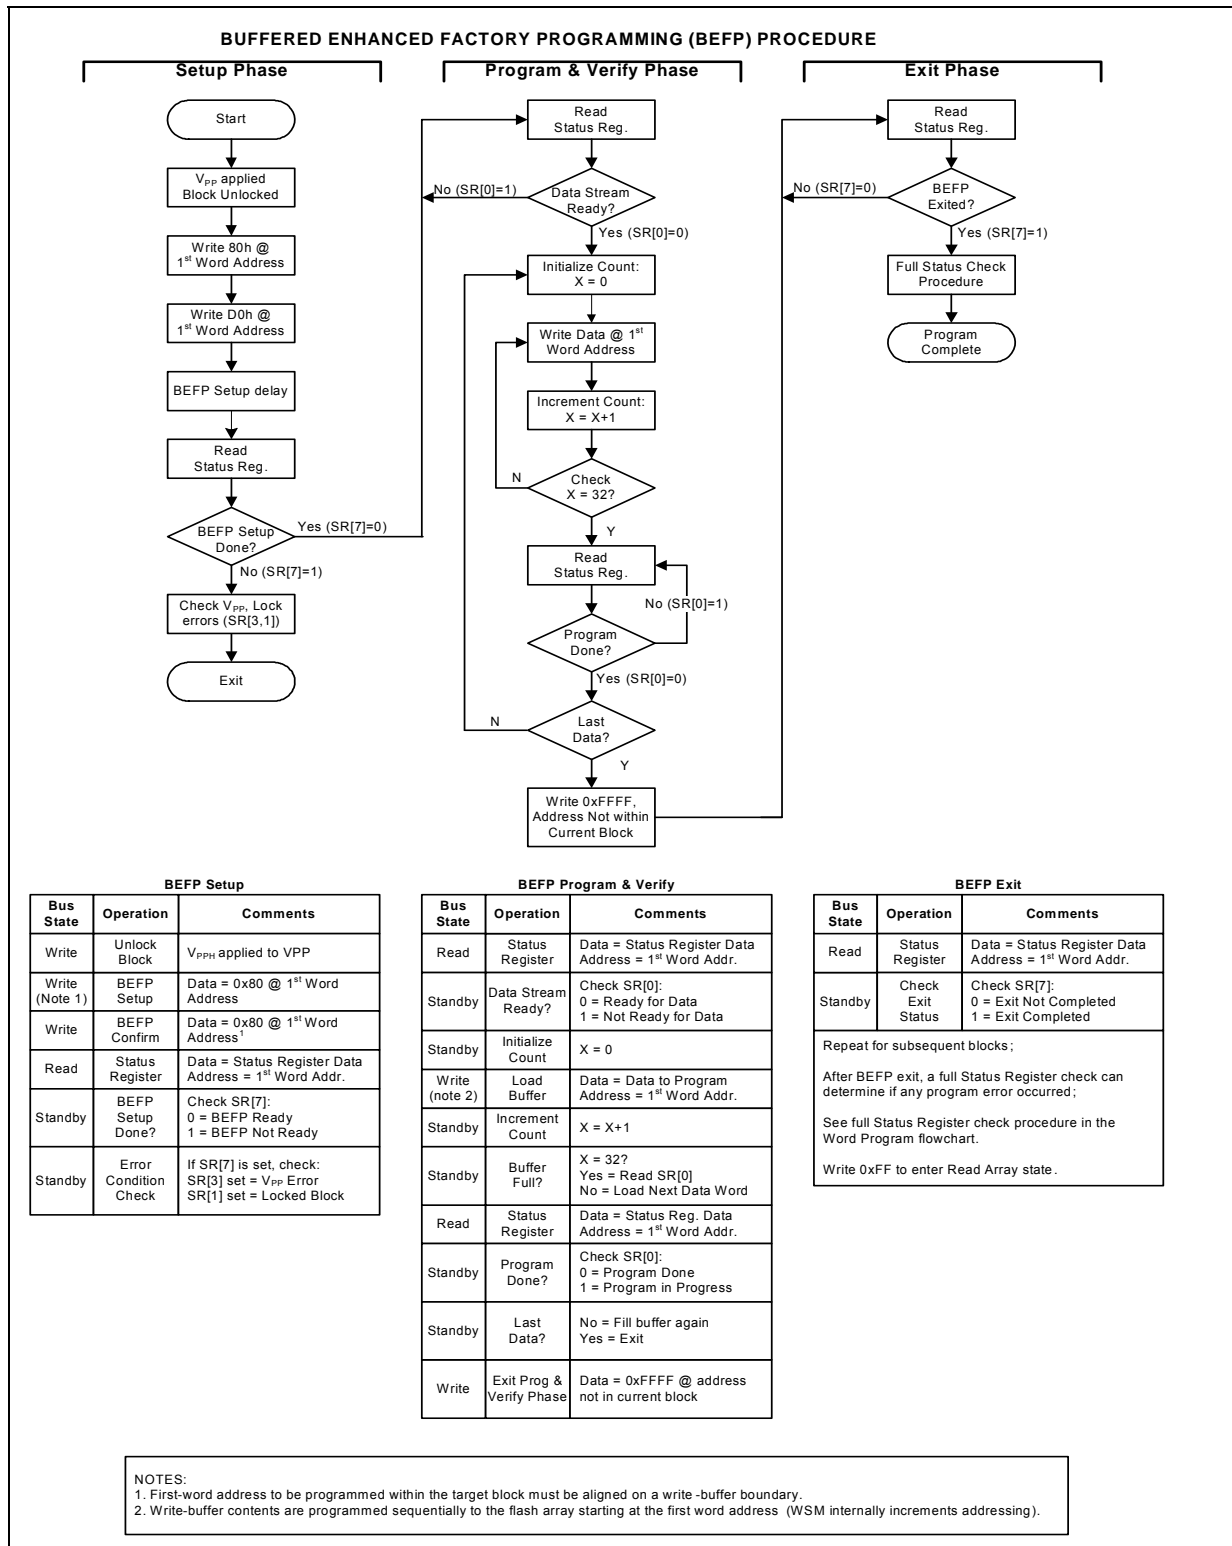 BUFFERED ENHANCED FACTORY PROGRAMMING (BEFP) PROCEDURE
Setup Phase
Start
VPP applied
Block Unlocked
Write 80h @
1st Word Address
Write D0h @
1st Word Address
BEFP Setup delay
Read
Status Reg.
BEFP Setup
Done?
Yes (SR[7]=0)
No (SR[7]=1)
Check VPP, Lock
errors (SR[3,1])
Exit
Program & Verify Phase
Read
Status Reg.
No (SR[0]=1)
Data Stream
Ready?
Yes (SR[0]=0)
Initialize Count:
X = 0
Write Data @ 1st
Word Address
Increment Count:
X = X+1
N
Check
X = 32?
Y
Read
Status Reg.
No (SR[0]=1)
Program
Done?
Yes (SR[0]=0)
N
Last
Data?
Y
Write 0xFFFF,
Address Not within
Current Block
Exit Phase
Read
Status Reg.
No (SR[7]=0)
BEFP
Exited?
Yes (SR[7]=1)
Full Status Check
Procedure
Program
Complete
BEFP Setup
Bus State Operation Comments
Write Unlock Block VPPH applied to VPP
Write (Note 1) BEFP Setup Data = 0x80 @ 1st Word Address
Write BEFP Confirm Data = 0x80 @ 1st Word Address1
Read Status Register Data = Status Register Data
Address = 1st Word Addr.
Standby BEFP Setup Done? Check SR[7]:
0 = BEFP Ready
1 = BEFP Not Ready
Standby Error Condition Check If SR[7] is set, check:
SR[3] set = VPP Error
SR[1] set = Locked Block
BEFP Program & Verify
Bus State Operation Comments
Read Status Register Data = Status Register Data
Address = 1st Word Addr.
Standby Data Stream Ready? Check SR[0]:
0 = Ready for Data
1 = Not Ready for Data
Standby Initialize Count X = 0
Write (note 2) Load Buffer Data = Data to Program
Address = 1st Word Addr.
Standby Increment Count X = X+1
Standby Buffer Full? X = 32?
Yes = Read SR[0]
No = Load Next Data Word
Read Status Register Data = Status Reg. Data
Address = 1st Word Addr.
Standby Program Done? Check SR[0]:
0 = Program Done
1 = Program in Progress
Standby Last Data? No = Fill buffer again
Yes = Exit
Write Exit Prog & Verify Phase Data = 0xFFFF @ address
not in current block
BEFP Exit
Bus State Operation Comments
Read Status Register Data = Status Register Data
Address = 1st Word Addr.
Standby Check Exit Status Check SR[7]:
0 = Exit Not Completed
1 = Exit Completed
Repeat for subsequent blocks;
After BEFP exit, a full Status Register check can
determine if any program error occurred;
See full Status Register check procedure in the
Word Program flowchart.
Write 0xFF to enter Read Array state.
NOTES:
1. First-word address to be programmed within the target block must be aligned on a write -buffer boundary.
2. Write-buffer contents are programmed sequentially to the flash array starting at the first word address (WSM internally increments addressing).